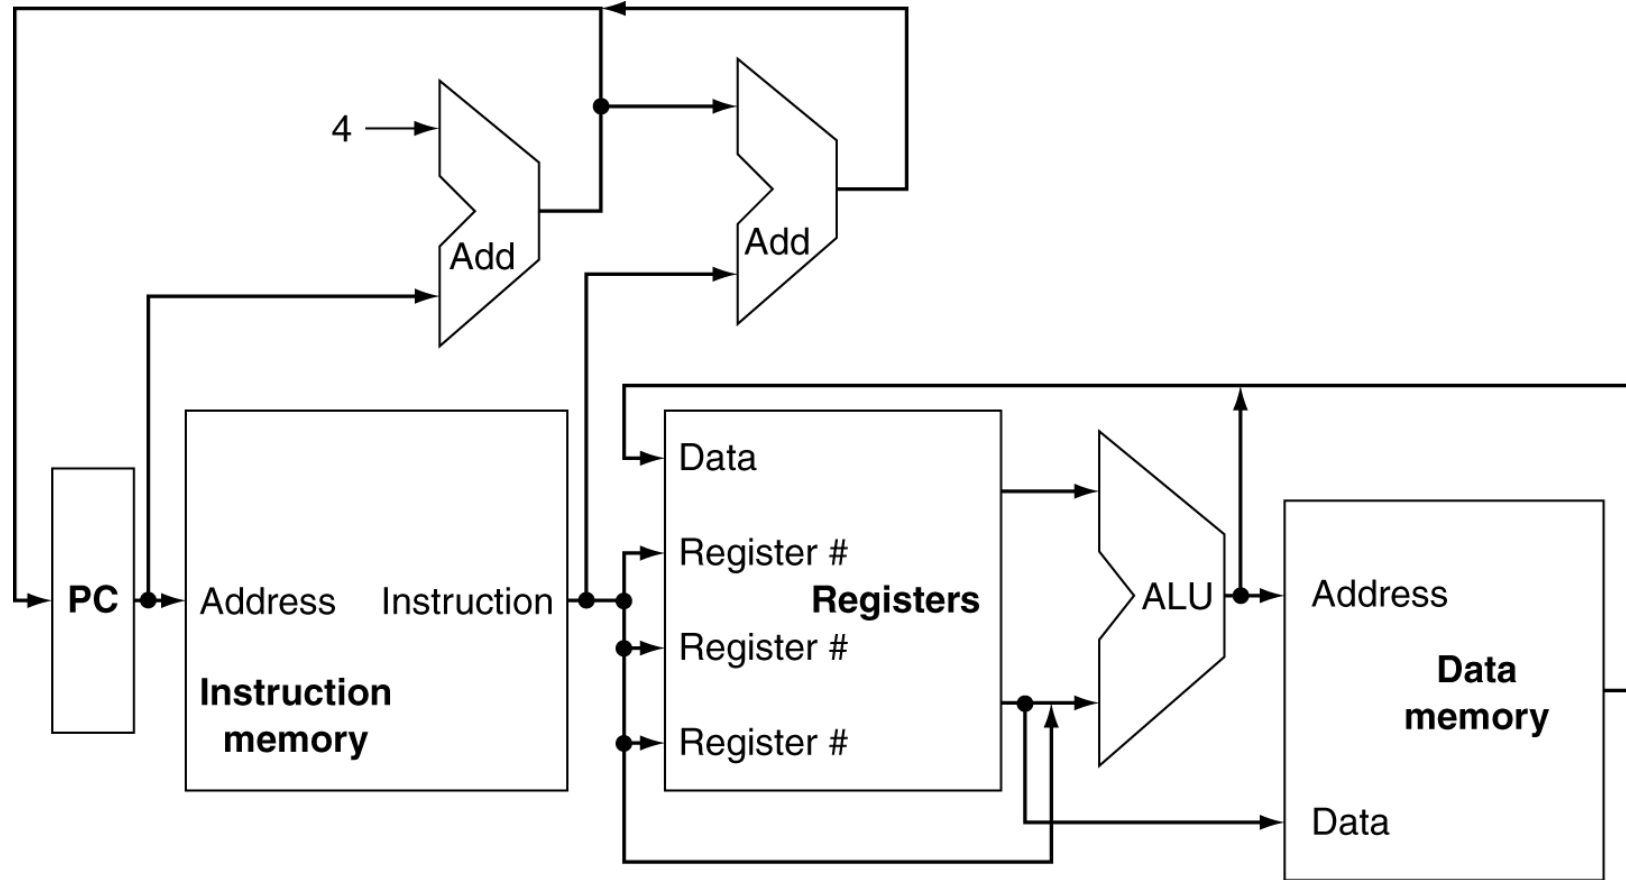 4
Add
Add
Data
Register #
PC
Address
Instruction
Registers
ALU
Address
Register #
Instruction
memory
Data
memory
Register #
Data